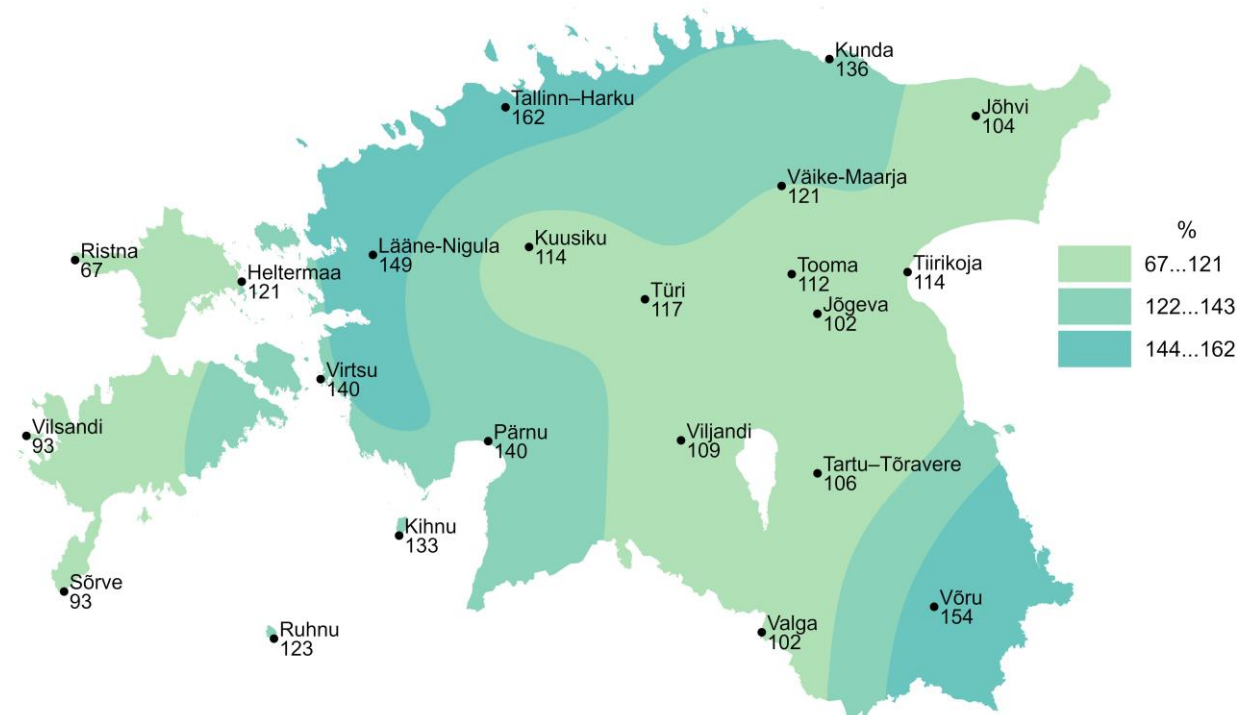 Kunda
136
Tallinn–Harku
162
Jõhvi
104
Väike-Maarja
121
Ristna
67
Heltermaa
121
Lääne-Nigula
149
Kuusiku
114
Türi
117
Tooma
112
Jõgeva
102
Tiirikoja
114
%
67...121
122...143
144...162
Virtsu
140
Vilsandi
93
Pärnu
140
Viljandi
109
Tartu–Tõravere
106
Kihnu
133
Sõrve
93
Ruhnu
123
Valga
102
Võru
154